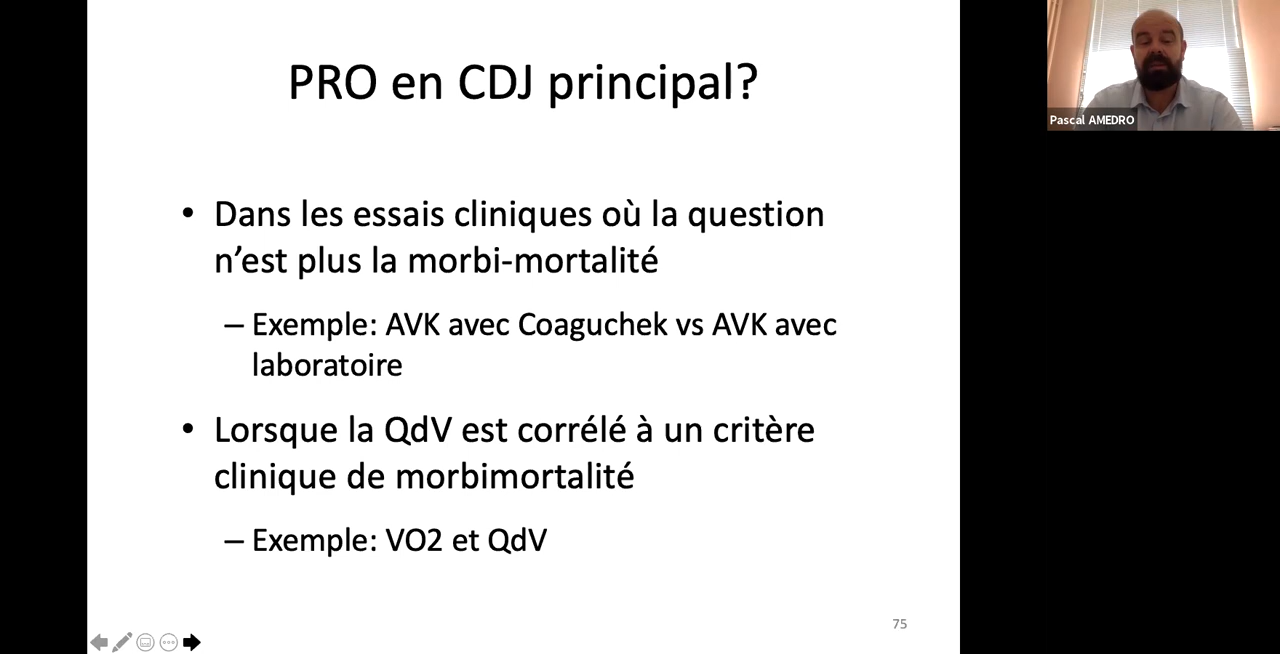 PRO en CDJ principal?
• Dans les essais cliniques où la question
n’est plus la morbi-mortalité
– Exemple: AVK avec Coaguchek vs AVK avec
laboratoire
• Lorsque la QdV est corrélé à un critère
clinique de morbimortalité
– Exemple: VO2 et QdV
75
Pascal AMEDRO